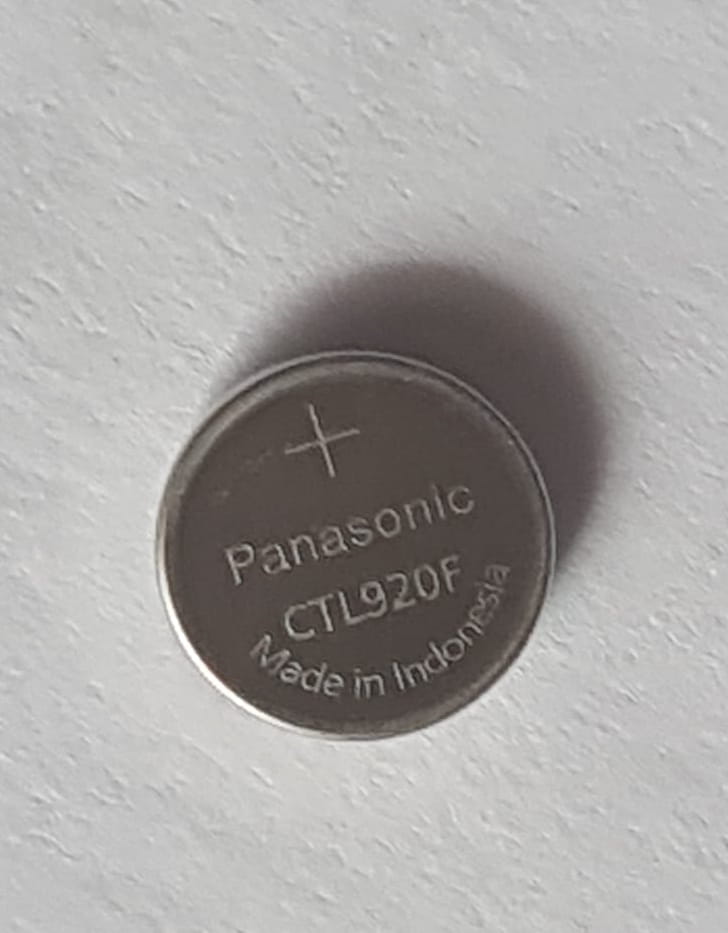 +
Panasonic
CTL920F
Made in Indonesia